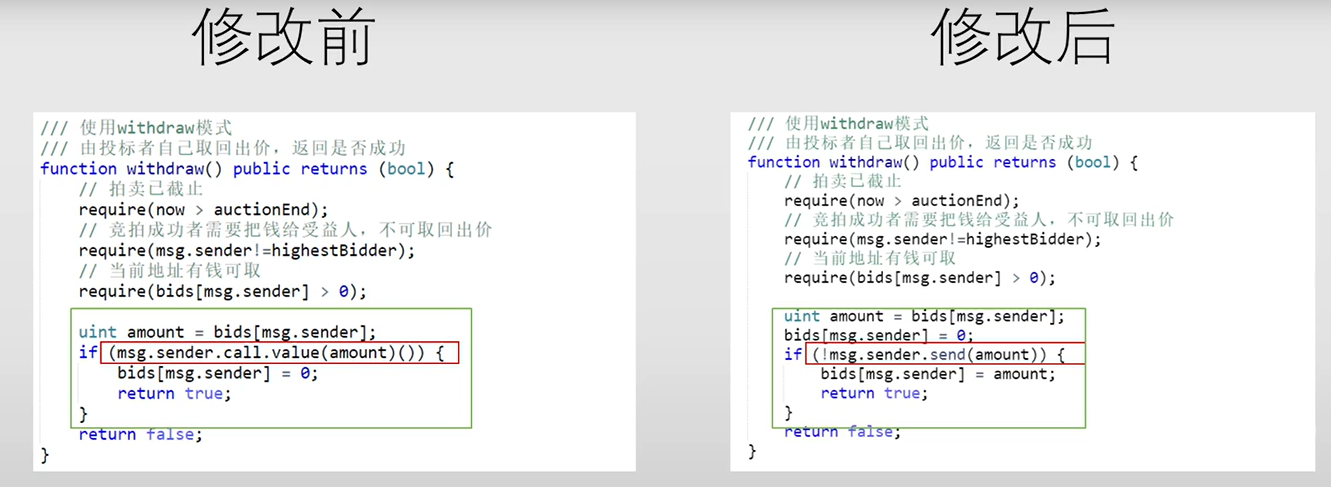 修改前
/// 使用withdraw模式
/// 由投标者自己取回出价，返回是否成功
function withdraw() public returns (bool) {
// 拍卖已截止
require(now > auctionEnd);
// 竞拍成功者需要把钱给受益人，不可取回出价
require(msg.sender!=highestBidder);
// 当前地址有钱可取
require(bids[msg.sender] > 0);
uint amount = bids[msg.sender];
if (msg.sender.call.value(amount)()) {
bids[msg.sender] = 0;
return true;
}
return false;
}
修改后
/// 使用withdraw模式
/// 由投标者自己取回出价，返回是否成功
function withdraw() public returns (bool) {
// 拍卖已截止
require(now > auctionEnd);
// 竞拍成功者需要把钱给受益人，不可取回出价
require(msg.sender!=highestBidder);
// 当前地址有钱可取
require(bids[msg.sender] > 0);
uint amount = bids[msg.sender];
bids[msg.sender] = 0;
if (!msg.sender.send(amount)) {
bids[msg.sender] = amount;
return true;
}
return false;
}